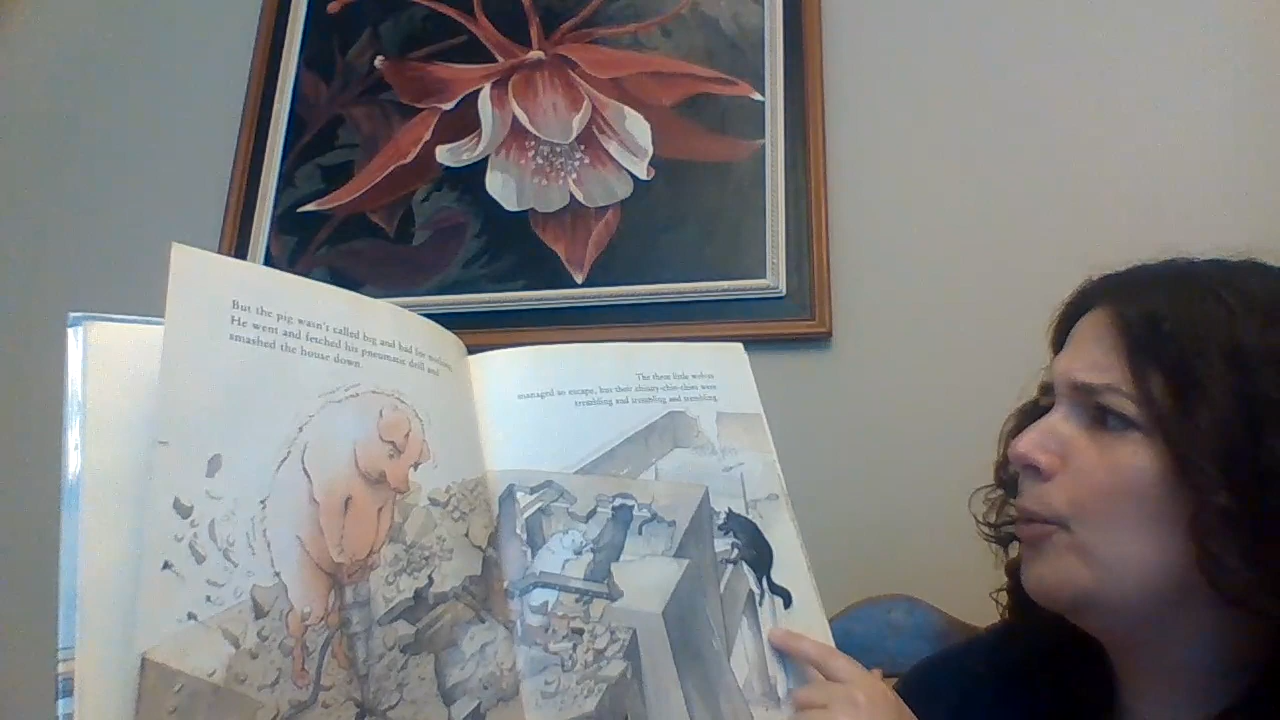 But the pig wasn't called big and bad for nothing.
He went and fetched his pneumatic drill and
smashed the house down.
The three little wolves
managed to escape, but their chinny-chin-chins were
trembling and trembling and trembling.